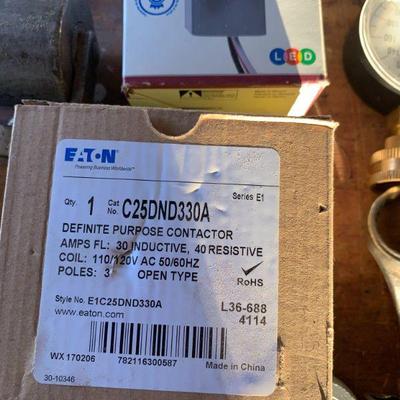 LED
EATON
Powering Business Worldwide
Series E1
Qty. 1 Cat No. C25DND330A
DEFINITE PURPOSE CONTACTOR
AMPS FL: 30 INDUCTIVE, 40 RESISTIVE
COIL: 110/120V AC 50/60HZ
POLES: 3 OPEN TYPE
RoHS
Style No. E1C25DND330A
L36-688
www.eaton.com
4114
WX 170206 782116300587 Made in China
30-10346